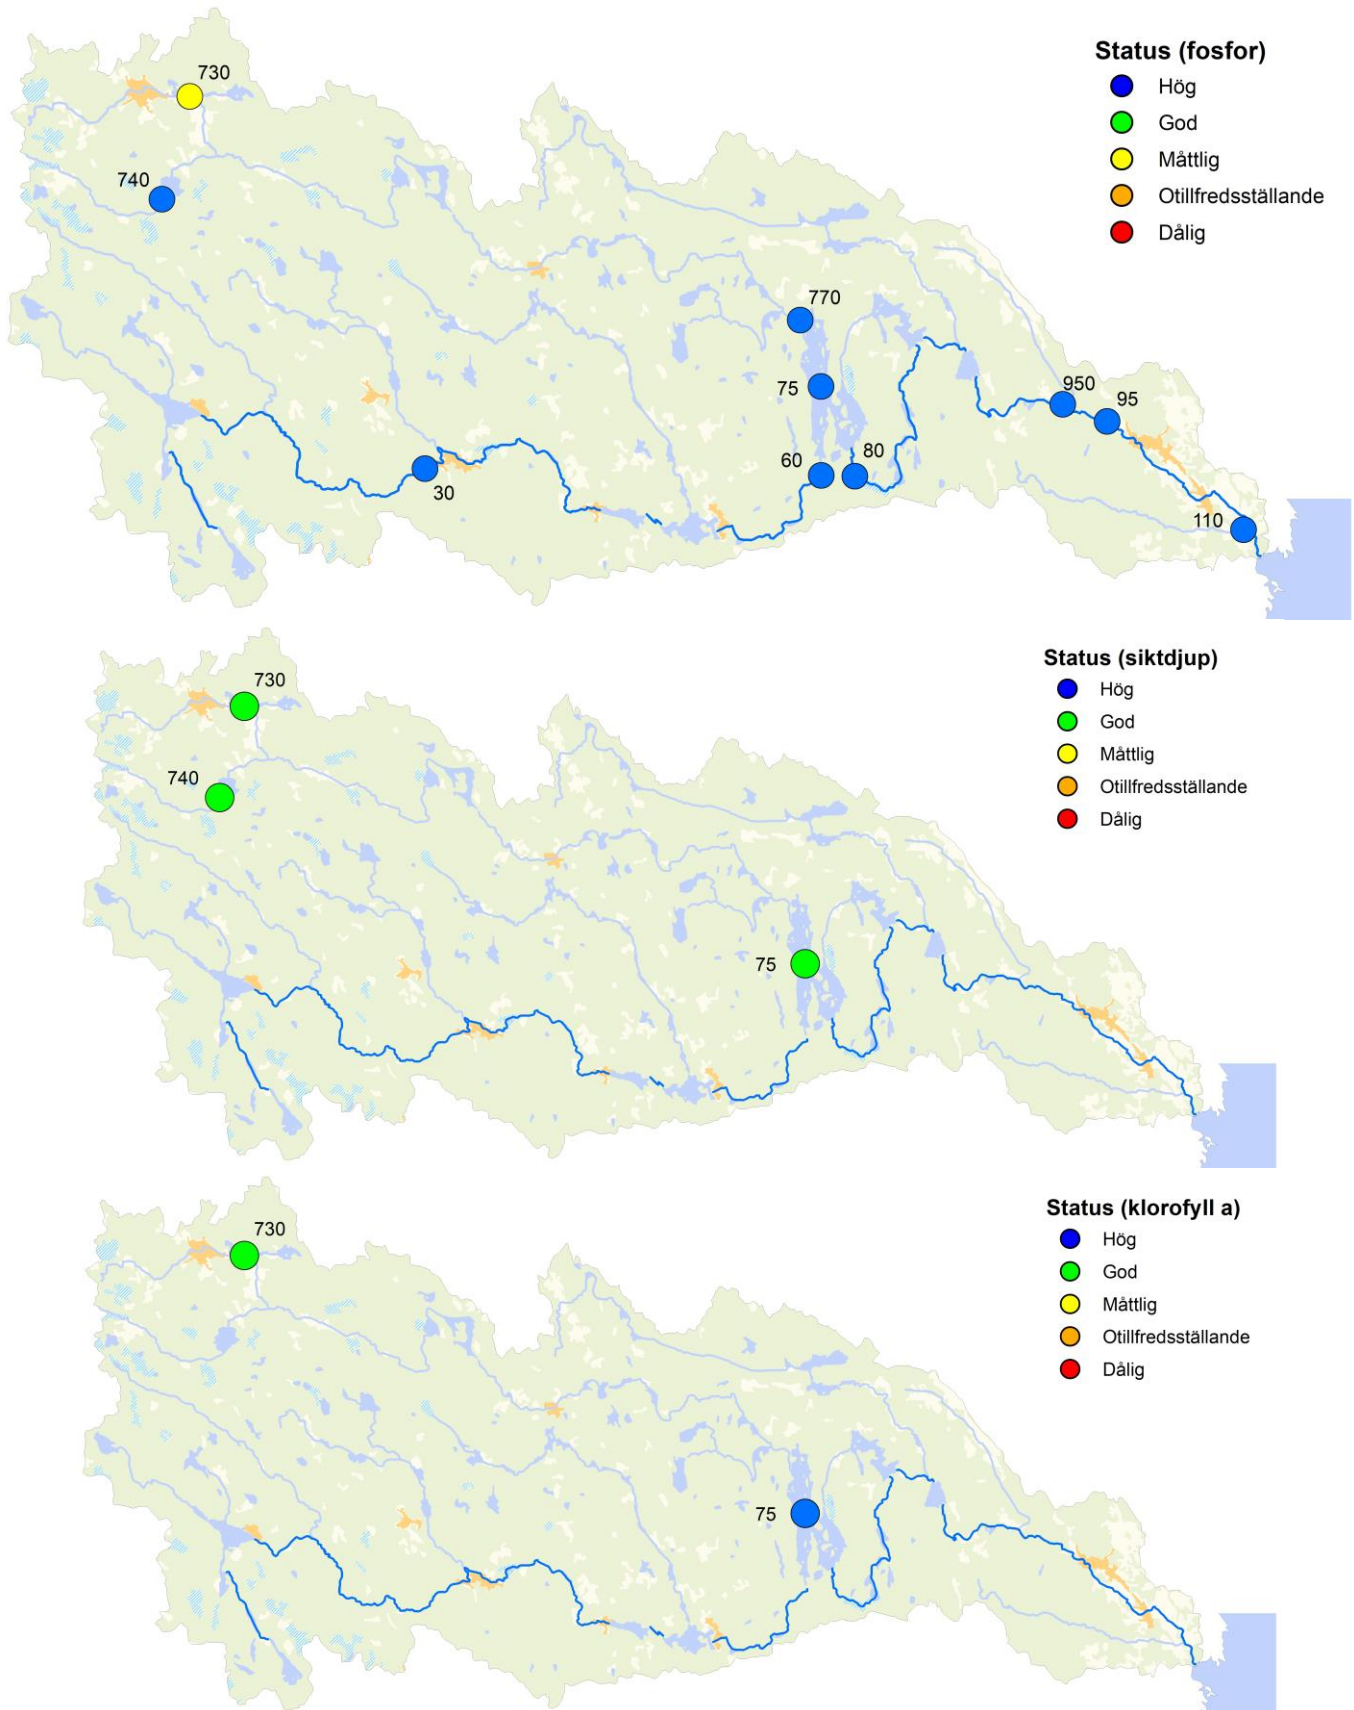 Status (fosfor)
Hög
God
Måttlig
Otillfredsställande
Dålig
730
740
770
75
950
95
60
80
30
110
Status (siktdjup)
Hög
God
Måttlig
Otillfredsställande
Dålig
730
740
75
Status (klorofyll a)
Hög
God
Måttlig
Otillfredsställande
Dålig
730
75